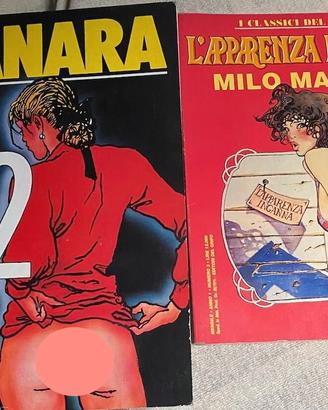 ANARA
2
I CLASSICI DEL
L'APPARENZA
MILO MA
L'APPARENZA
INGANNA